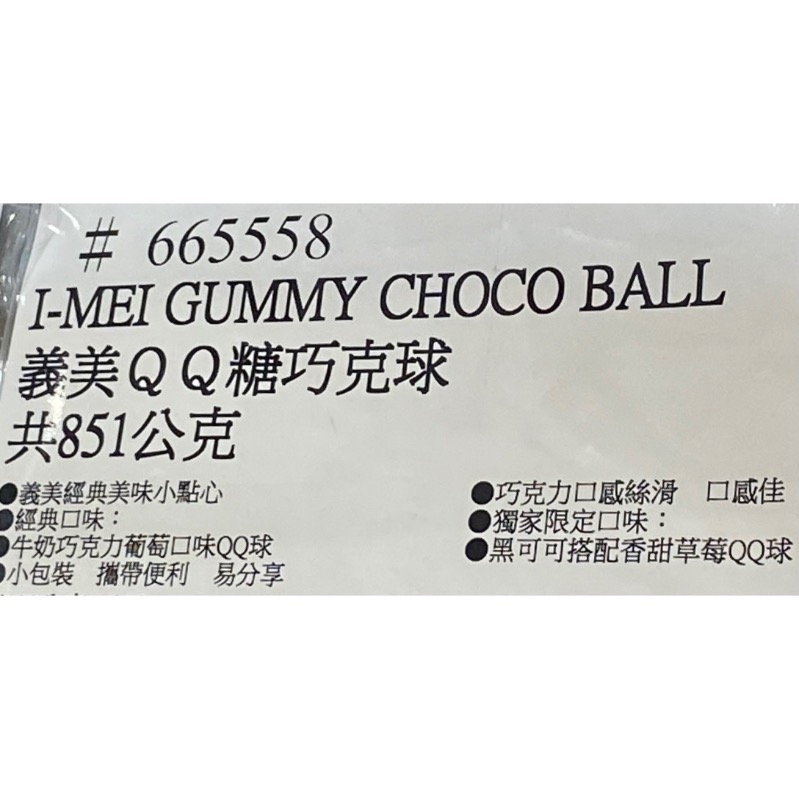 # 665558
I-MEI GUMMY CHOCO BALL
義美ＱＱ糖巧克球
共851公克
●義美經典美味小點心
●經典口味：
●牛奶巧克力葡萄口味QQ球
●小包裝　攜帶便利　易分享
●巧克力口感絲滑　口感佳
●獨家限定口味：
●黑可可搭配香甜草莓QQ球